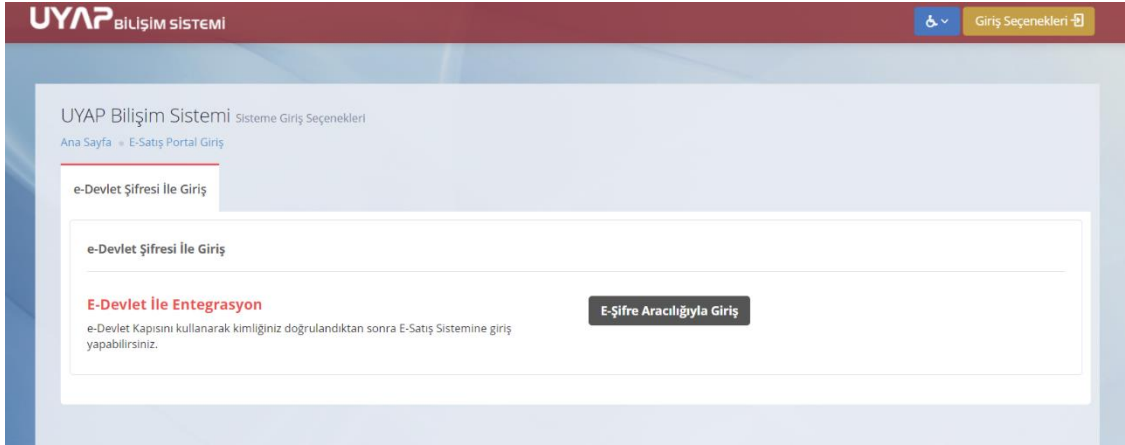 UYAP BİLİŞİM SİSTEMİ
Giriş Seçenekleri
UYAP Bilişim Sistemi Sisteme Giriş Seçenekleri
Ana Sayfa E-Satış Portal Giriş
e-Devlet Şifresi İle Giriş
e-Devlet Şifresi İle Giriş
E-Devlet İle Entegrasyon
E-Şifre Aracılığıyla Giriş
e-Devlet Kapısını kullanarak kimliğiniz doğrulandıktan sonra E-Satış Sistemine giriş
yapabilirsiniz.